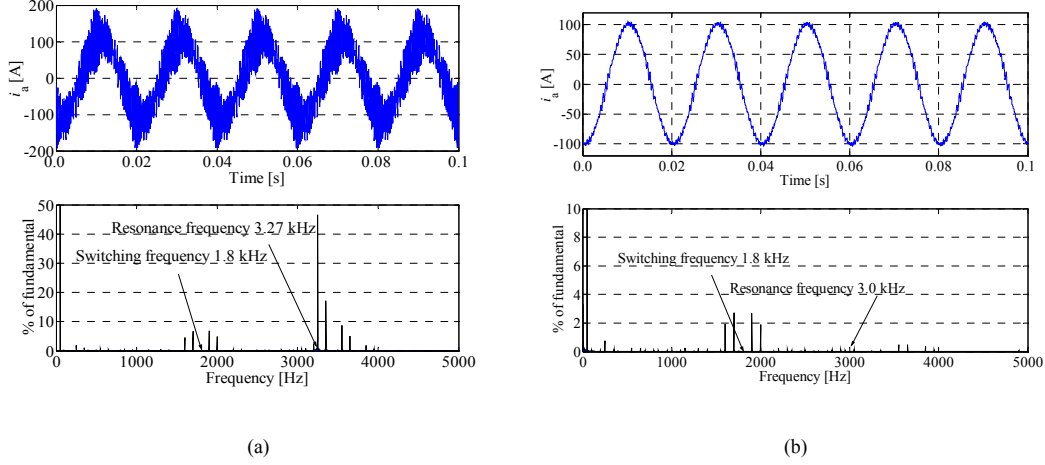 200
100
0
-100
-200
i_a [A]
0.0 0.02 0.04 0.06 0.08 0.1
Time [s]
50
40
30
20
10
0
% of fundamental
Resonance frequency 3.27 kHz
Switching frequency 1.8 kHz
0 1000 2000 3000 4000 5000
Frequency [Hz]
(a)
100
50
0
-50
-100
i_a [A]
0.0 0.02 0.04 0.06 0.08 0.1
Time [s]
10
8
6
4
2
0
% of fundamental
Switching frequency 1.8 kHz
Resonance frequency 3.0 kHz
0 1000 2000 3000 4000 5000
Frequency [Hz]
(b)